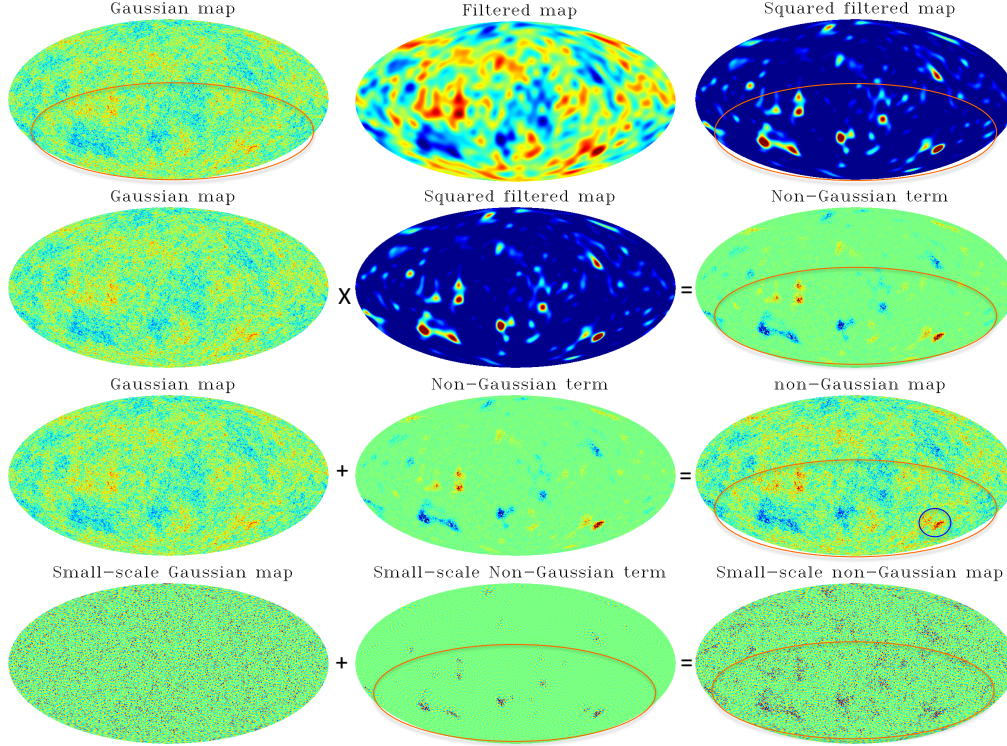 Gaussian map
Filtered map
Squared filtered map
Gaussian map
Squared filtered map
Non-Gaussian term
X
=
Gaussian map
Non-Gaussian term
non-Gaussian map
+
=
Small-scale Gaussian map
Small-scale Non-Gaussian term
Small-scale non-Gaussian map
+
=